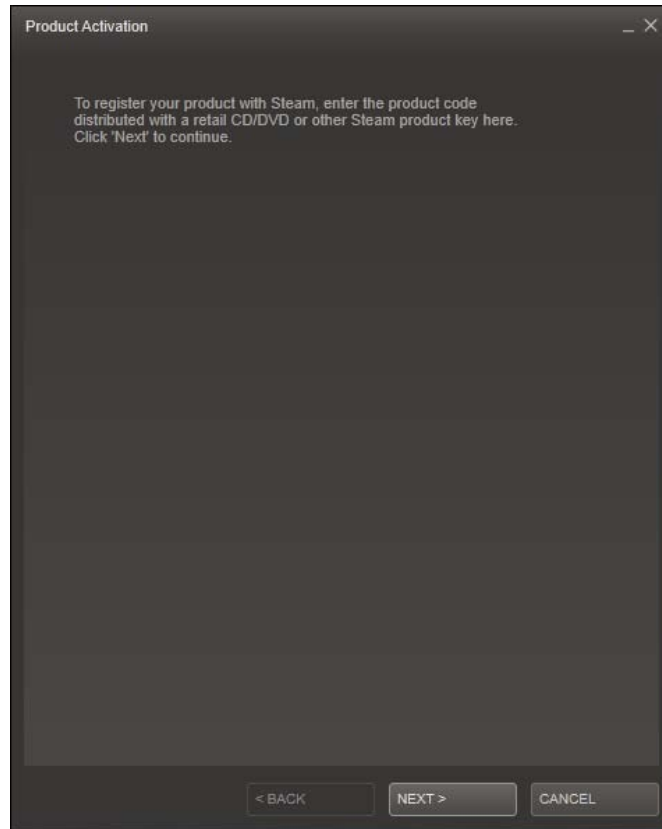 Product Activation
To register your product with Steam, enter the product code
distributed with a retail CD/DVD or other Steam product key here.
Click 'Next' to continue.
< BACK NEXT > CANCEL